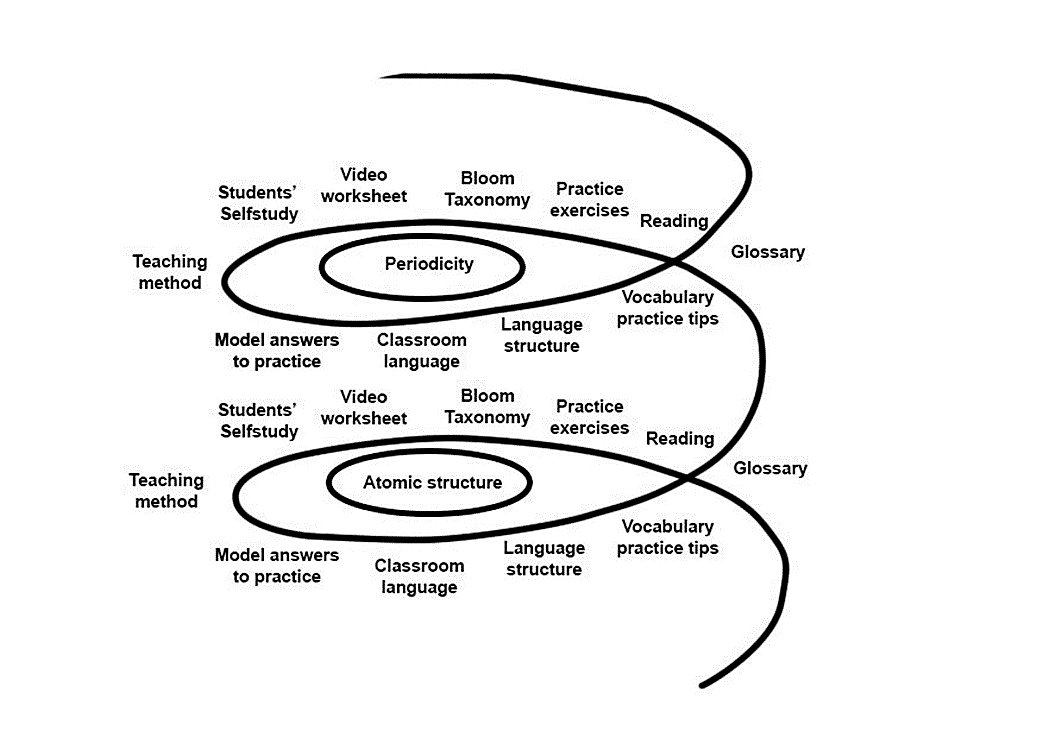 Students'
Selfstudy
Video
worksheet
Bloom
Taxonomy
Practice
exercises
Reading
Glossary
Teaching
method
Periodicity
Vocabulary
practice tips
Language
structure
Classroom
language
Model answers
to practice
Students'
Selfstudy
Video
worksheet
Bloom
Taxonomy
Practice
exercises
Reading
Glossary
Teaching
method
Atomic structure
Vocabulary
practice tips
Language
structure
Classroom
language
Model answers
to practice